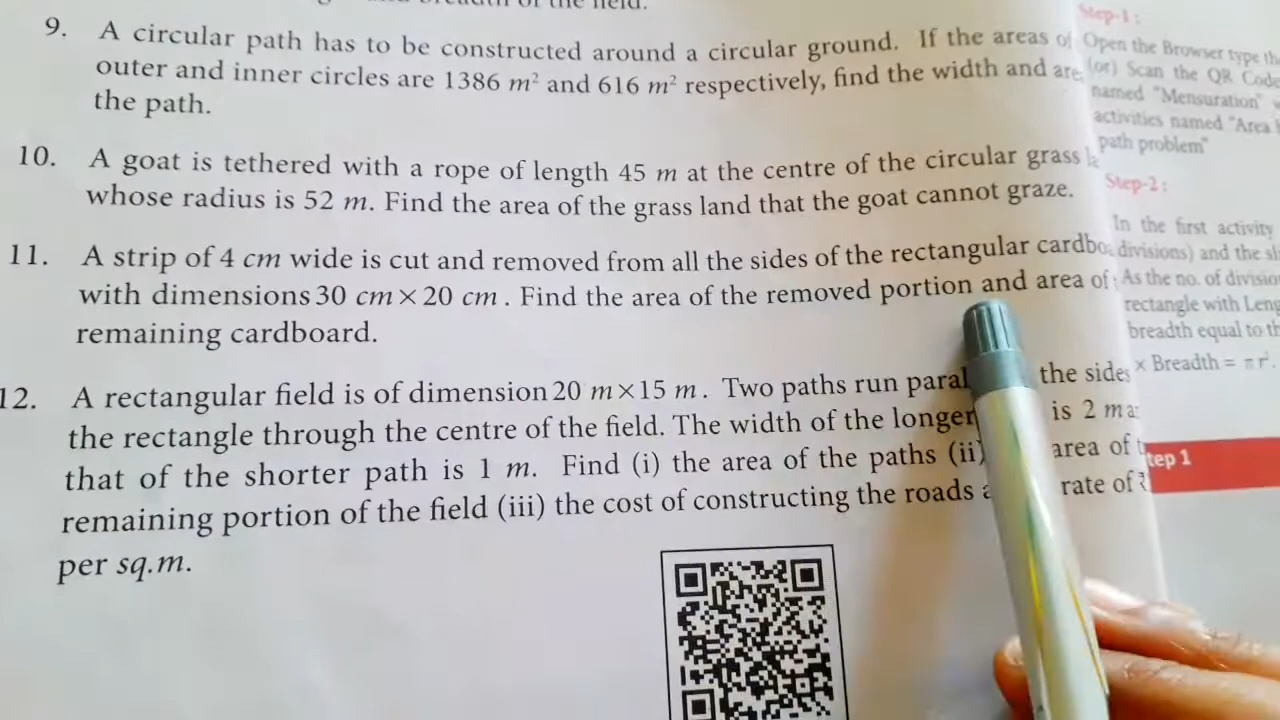 breadth of the field.
9. A circular path has to be constructed around a circular ground. If the areas of
outer and inner circles are 1386 m² and 616 m² respectively, find the width and
the path.
10. A goat is tethered with a rope of length 45 m at the centre of the circular grass
whose radius is 52 m. Find the area of the grass land that the goat cannot graze.
11. A strip of 4 cm wide is cut and removed from all the sides of the rectangular
with dimensions 30 cm × 20 cm. Find the area of the removed portion and area of
remaining cardboard.
12. A rectangular field is of dimension 20 m × 15 m. Two paths run the sides
the rectangle through the centre of the field. The width of the longer is 2 m
that of the shorter path is 1 m. Find (i) the area of the paths (ii) area of
remaining portion of the field (iii) the cost of constructing the roads rate of ₹
per sq.m.
Step-1:
Open the Browser type
(or) Scan the QR
named "Mensuration"
activities named "Area
path problem"
Step-2:
In the first activity
divisions) and the
As the no. of
rectangle with
breadth equal to
× Breadth = πr².
tep 1